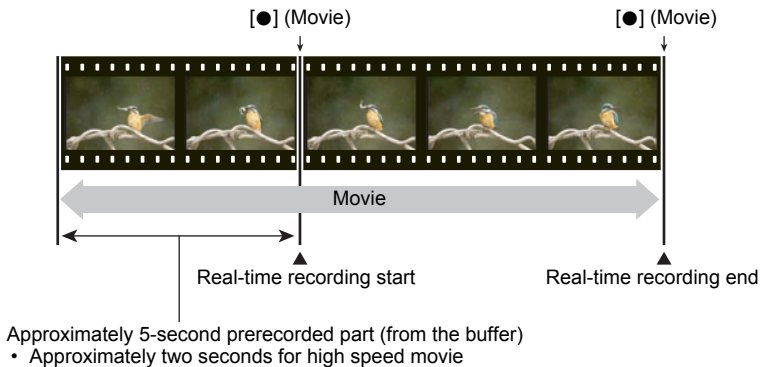 [●] (Movie) [●] (Movie)
Movie
Real-time recording start Real-time recording end
Approximately 5-second prerecorded part (from the buffer)
• Approximately two seconds for high speed movie